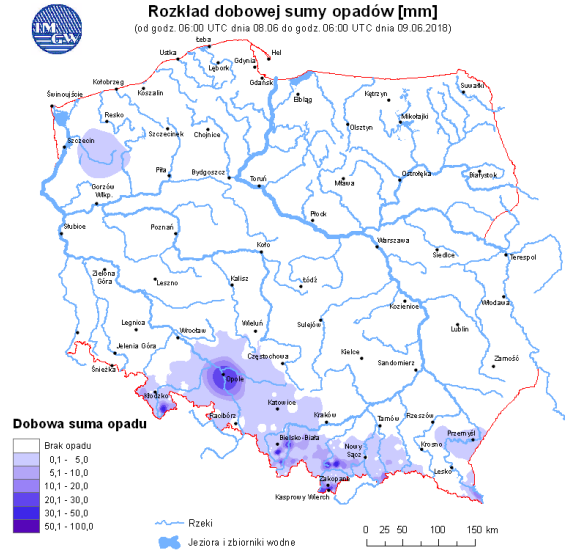 Rozkład dobowej sumy opadów [mm]
(od godz. 06:00 UTC dnia 08.06 do godz. 06:00 UTC dnia 09.06.2018)
IM
GW
Łeba
Ustka
Hel
Gdynia
Lębork
Gdańsk
Kołobrzeg
Koszalin
Świnoujście
Suwałki
Elbląg
Kętrzyn
Resko
Mikołajki
Szczecinek
Chojnice
Olsztyn
Szczecin
Piła
Bydgoszcz
Toruń
Mława
Ostrołęka
Białystok
Gorzów
Wlkp.
Płock
Słubice
Poznań
Koło
Warszawa
Siedlce
Terespol
Zielona
Góra
Leszno
Kalisz
Łódź
Kozienice
Włodawa
Legnica
Wrocław
Wieluń
Sulejów
Lublin
Jelenia Góra
Śnieżka
Częstochowa
Kielce
Sandomierz
Zamość
Opole
Kłodzko
Katowice
Racibórz
Kraków
Tarnów
Rzeszów
Przemyśl
Bielsko-Biała
Nowy
Sącz
Krosno
Lesko
Zakopane
Kasprowy Wierch
Dobowa suma opadu
Brak opadu
0,1 - 5,0
5,1 - 10,0
10,1 - 20,0
20,1 - 30,0
30,1 - 50,0
50,1 - 100,0
Rzeki
Jeziora i zbiorniki wodne
0 25 50 100 150 km